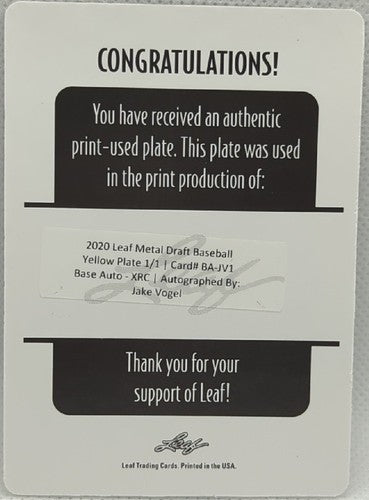 CONGRATULATIONS!
You have received an authentic
print-used plate. This plate was used
in the print production of:
2020 Leaf Metal Draft Baseball
Yellow Plate 1/1 | Card# BA-JV1
Base Auto - XRC | Autographed By:
Jake Vogel
Leaf
Thank you for your
support of Leaf!
Leaf
Leaf Trading Cards. Printed in the USA.